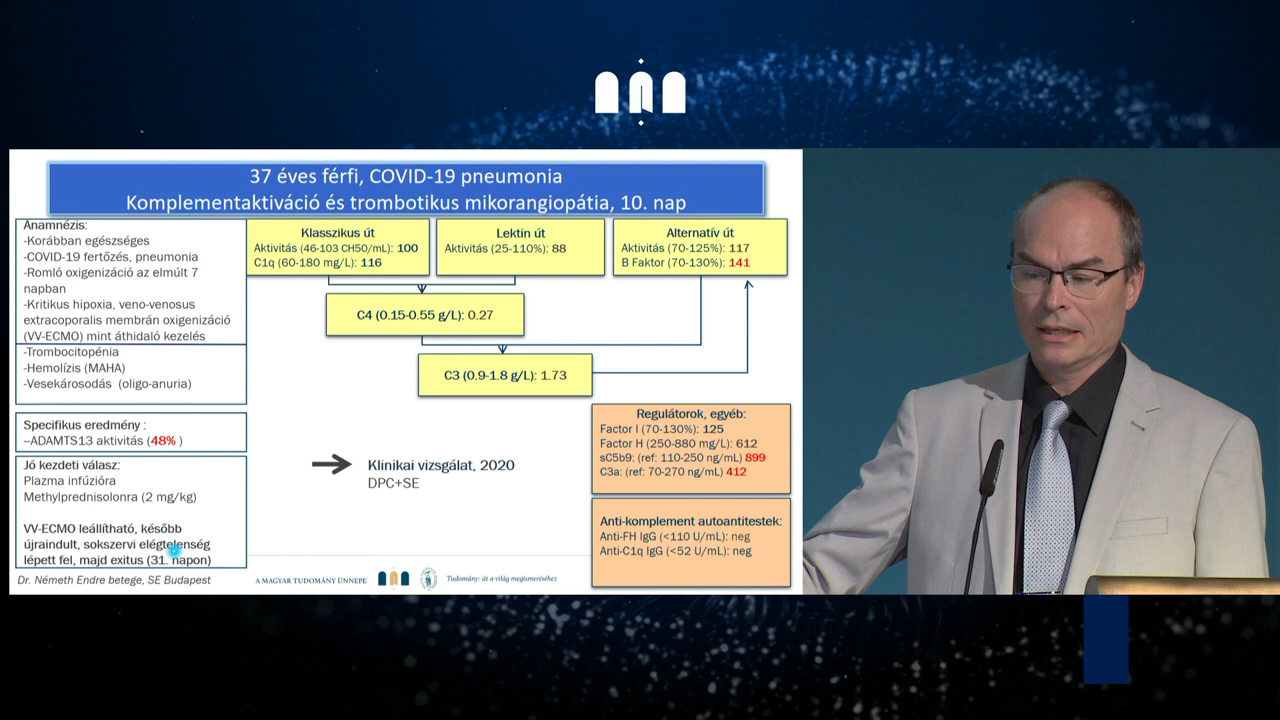 37 éves férfi, COVID-19 pneumonia
Komplementaktiváció és trombotikus mikorangiopátia, 10. nap
Anamnézis:
-Korábban egészséges
-COVID-19 fertőzés, pneumonia
-Romló oxigenizáció az elmúlt 7
napban
-Kritikus hipoxia, veno-venosus
extracoporalis membrán oxigenizáció
(VV-ECMO) mint áthidaló kezelés
-Trombocitopénia
-Hemolízis (MAHA)
-Vesekárosodás (oligo-anuria)
Specifikus eredmény :
--ADAMTS13 aktivitás (48% )
Jó kezdeti válasz:
Plazma infúzióra
Methylprednisolonra (2 mg/kg)
VV-ECMO leállítható, később
újraindult, sokszervi elégtelenség
lépett fel, majd exitus (31. napon)
Dr. Németh Endre betege, SE Budapest
Klasszikus út
Aktivitás (46-103 CH50/mL): 100
C1q (60-180 mg/L): 116
Lektin út
Aktivitás (25-110%): 88
Alternatív út
Aktivitás (70-125%): 117
B Faktor (70-130%): 141
C4 (0.15-0.55 g/L): 0.27
C3 (0.9-1.8 g/L): 1.73
Klinikai vizsgálat, 2020
DPC+SE
Regulátorok, egyéb:
Factor I (70-130%): 125
Factor H (250-880 mg/L): 612
sC5b9: (ref: 110-250 ng/mL) 899
C3a: (ref: 70-270 ng/mL) 412
Anti-komplement autoantitestek:
Anti-FH IgG (<110 U/mL): neg
Anti-C1q IgG (<52 U/mL): neg
A MAGYAR TUDOMÁNY ÜNNEPE
Tudomány: út a világ megismeréséhez